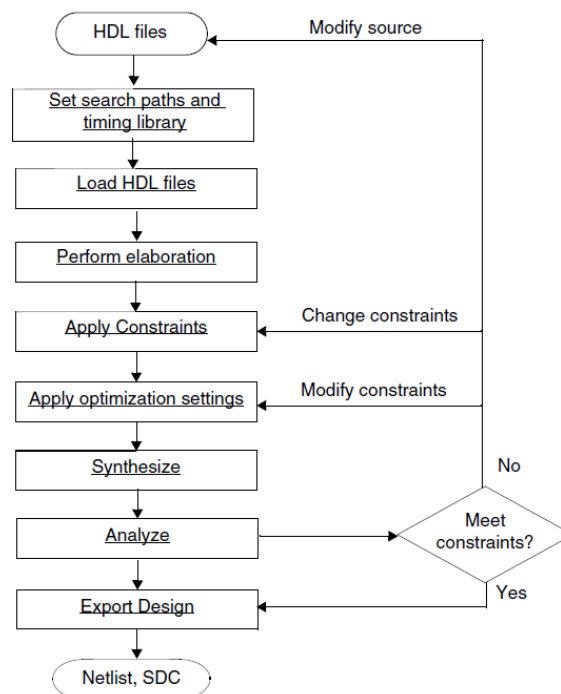 HDL files
Modify source
Set search paths and
timing library
Load HDL files
Perform elaboration
Apply Constraints
Change constraints
Apply optimization settings
Modify constraints
Synthesize
No
Analyze
Meet
constraints?
Export Design
Yes
Netlist, SDC